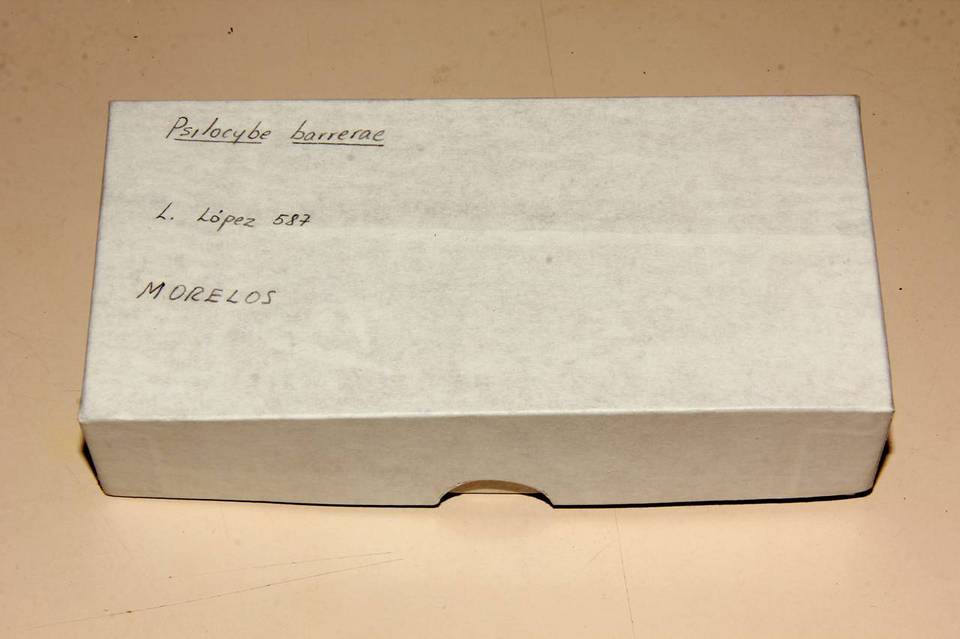 Psilocybe barrerae
L. López 587
MORELOS